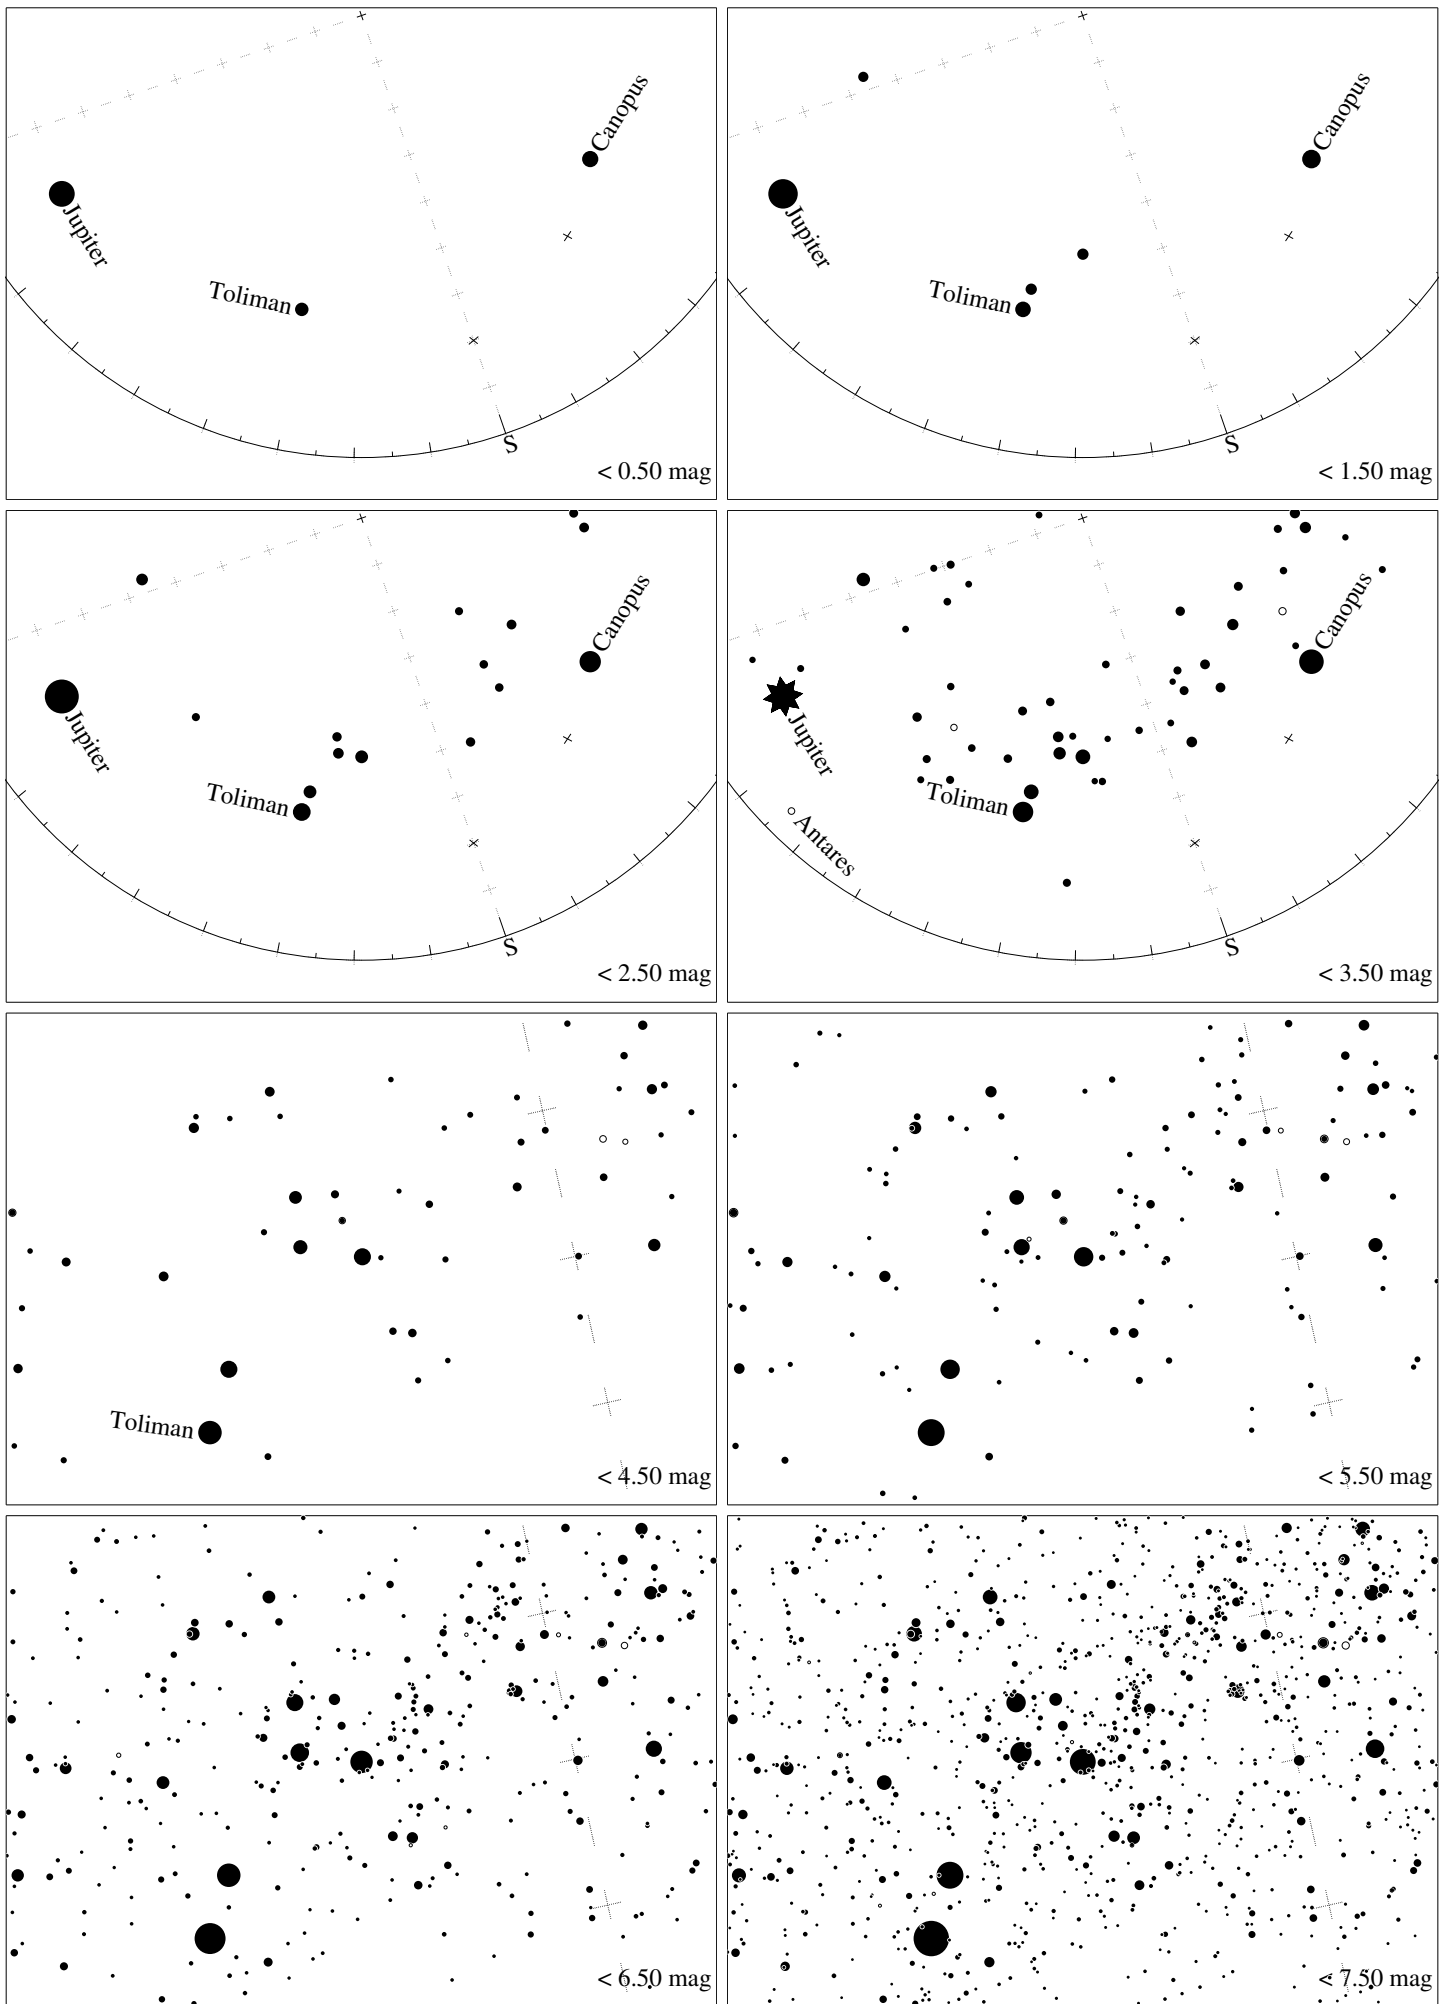 Canopus
Jupiter
Toliman
S
< 0.50 mag
Canopus
Jupiter
Toliman
S
< 1.50 mag
Canopus
Jupiter
Toliman
S
< 2.50 mag
Canopus
Jupiter
Toliman
Antares
S
< 3.50 mag
Toliman
< 4.50 mag
< 5.50 mag
< 6.50 mag
< 7.50 mag